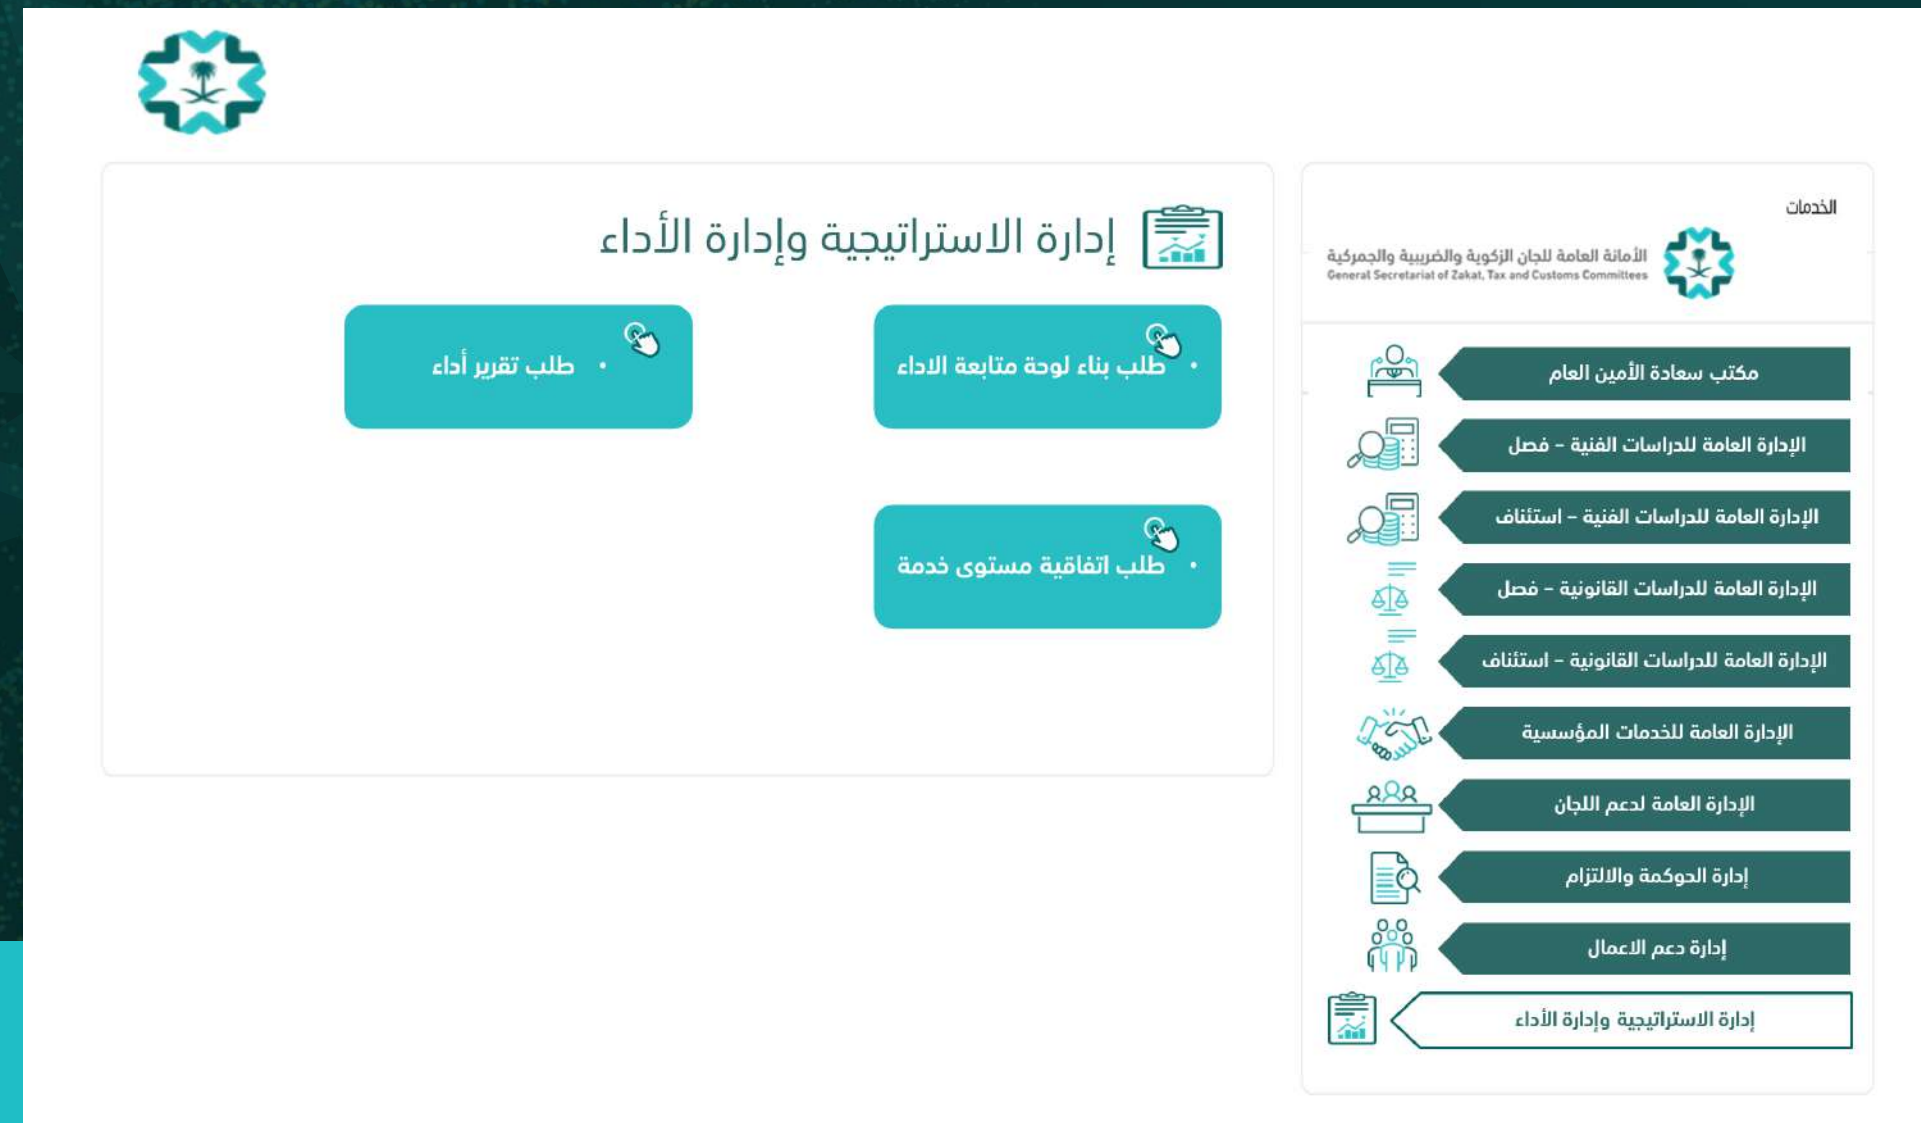 الخدمات
الأمانة العامة للجان الزكوية والضريبية والجمركية
General Secretariat of Zakat, Tax and Customs Committees
مكتب سعادة الأمين العام
الإدارة العامة للدراسات الفنية – فصل
الإدارة العامة للدراسات الفنية – استئناف
الإدارة العامة للدراسات القانونية – فصل
الإدارة العامة للدراسات القانونية – استئناف
الإدارة العامة للخدمات المؤسسية
الإدارة العامة لدعم اللجان
إدارة الحوكمة والالتزام
إدارة دعم الاعمال
إدارة الاستراتيجية وإدارة الأداء
إدارة الاستراتيجية وإدارة الأداء
• طلب بناء لوحة متابعة الاداء
• طلب تقرير أداء
• طلب اتفاقية مستوى خدمة